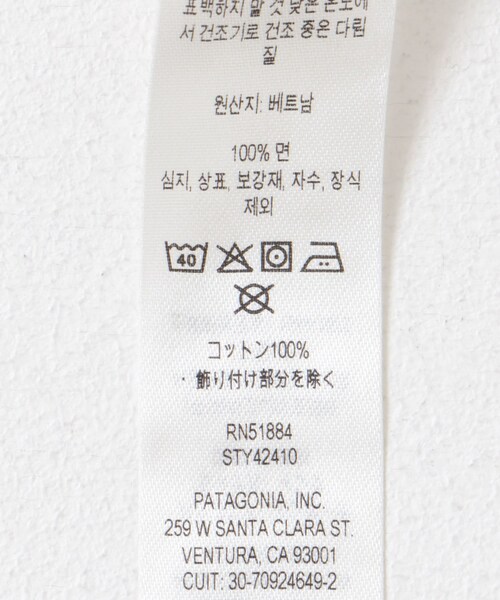 표백하지 말 것 낮은 온도에
서 건조기로 건조 중온 다림
질
원산지: 베트남
100% 면
심지, 상표, 보강재, 자수, 장식
제외
40
コットン100%
・飾り付け部分を除く
RN51884
STY42410
PATAGONIA, INC.
259 W SANTA CLARA ST.
VENTURA, CA 93001
CUIT: 30-70924649-2